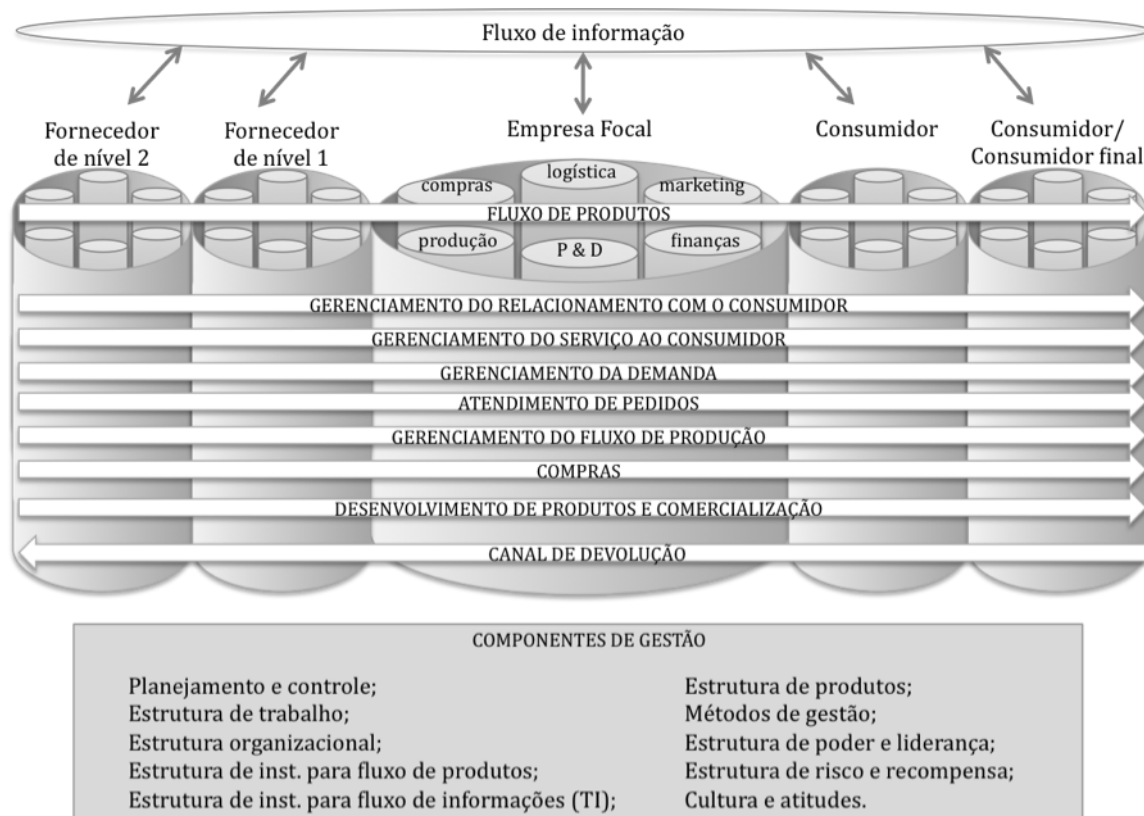 Fluxo de informação
Fornecedor
de nível 2
Fornecedor
de nível 1
Empresa Focal
Consumidor
Consumidor/
Consumidor final
compras
logística
marketing
FLUXO DE PRODUTOS
produção
P & D
finanças
GERENCIAMENTO DO RELACIONAMENTO COM O CONSUMIDOR
GERENCIAMENTO DO SERVIÇO AO CONSUMIDOR
GERENCIAMENTO DA DEMANDA
ATENDIMENTO DE PEDIDOS
GERENCIAMENTO DO FLUXO DE PRODUÇÃO
COMPRAS
DESENVOLVIMENTO DE PRODUTOS E COMERCIALIZAÇÃO
CANAL DE DEVOLUÇÃO
COMPONENTES DE GESTÃO
Planejamento e controle;
Estrutura de trabalho;
Estrutura organizacional;
Estrutura de inst. para fluxo de produtos;
Estrutura de inst. para fluxo de informações (TI);
Estrutura de produtos;
Métodos de gestão;
Estrutura de poder e liderança;
Estrutura de risco e recompensa;
Cultura e atitudes.